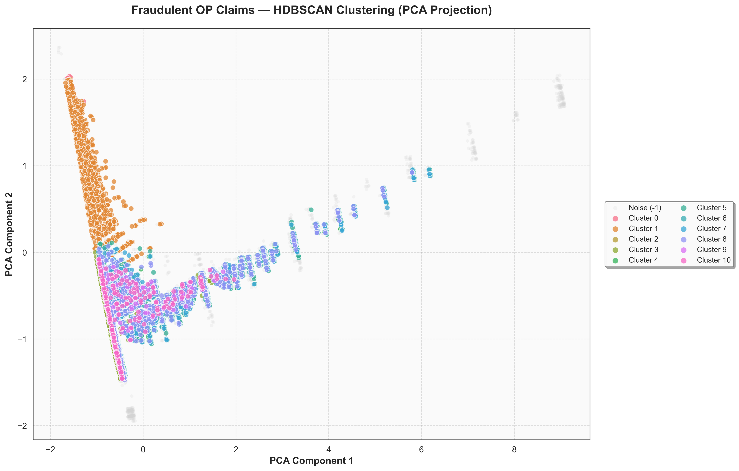 Fraudulent OP Claims — HDBSCAN Clustering (PCA Projection)
PCA Component 2
2
1
0
−1
−2
−2
0
2
4
6
8
PCA Component 1
Noise (-1)
Cluster 0
Cluster 1
Cluster 2
Cluster 3
Cluster 4
Cluster 5
Cluster 6
Cluster 7
Cluster 8
Cluster 9
Cluster 10